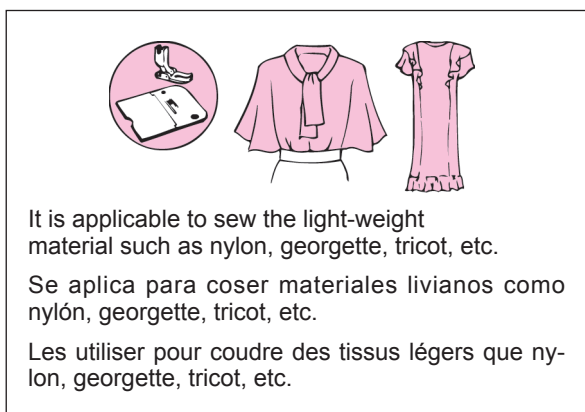 It is applicable to sew the light-weight
material such as nylon, georgette, tricot, etc.
Se aplica para coser materiales livianos como
nylón, georgette, tricot, etc.
Les utiliser pour coudre des tissus légers que ny-
lon, georgette, tricot, etc.